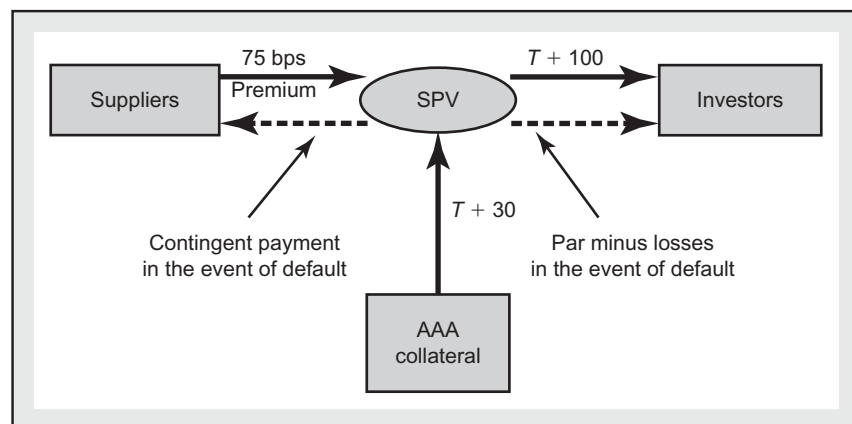 75 bps
Premium
T + 100
Suppliers
SPV
Investors
T + 30
Contingent payment
in the event of default
Par minus losses
in the event of default
AAA
collateral